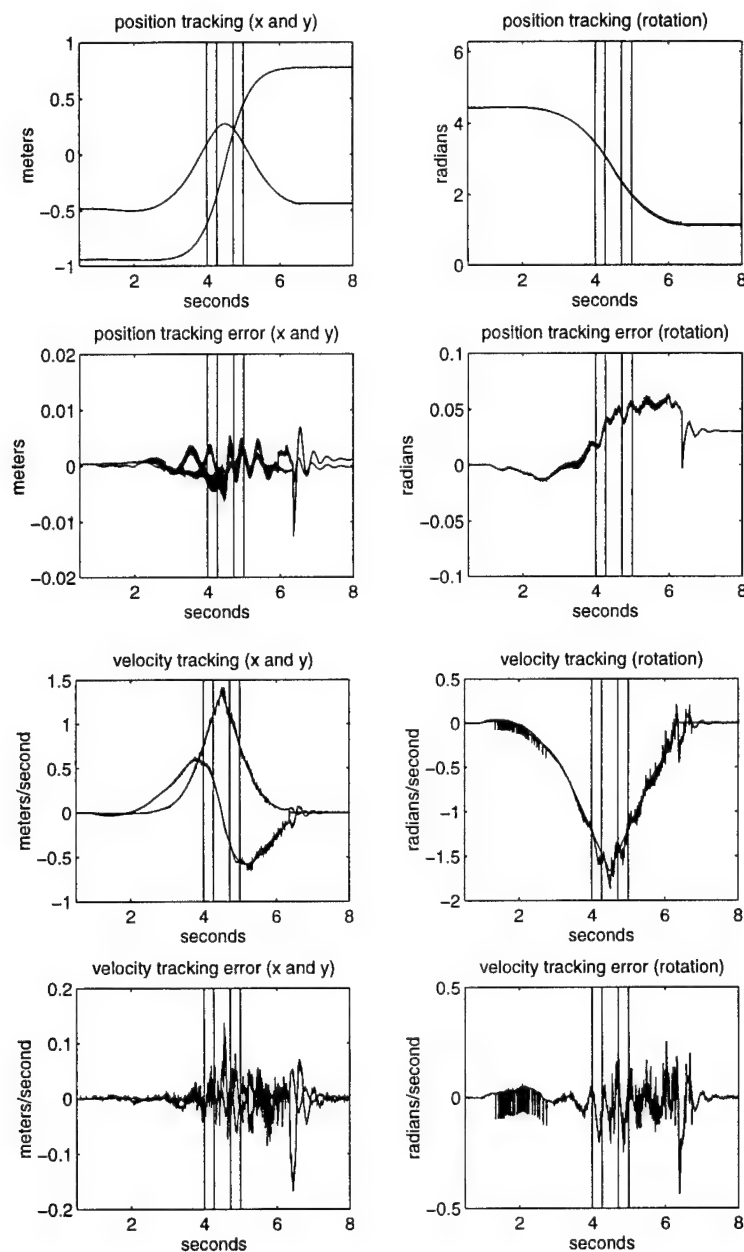 position tracking (x and y)
1
0.5
0
−0.5
−1
meters
2 4 6 8
seconds
position tracking (rotation)
6
4
2
0
radians
2 4 6 8
seconds
position tracking error (x and y)
0.02
0.01
0
−0.01
−0.02
meters
2 4 6 8
seconds
position tracking error (rotation)
0.1
0.05
0
−0.05
−0.1
radians
2 4 6 8
seconds
velocity tracking (x and y)
1.5
1
0.5
0
−0.5
−1
meters/second
2 4 6 8
seconds
velocity tracking (rotation)
0.5
0
−0.5
−1
−1.5
−2
radians/second
2 4 6 8
seconds
velocity tracking error (x and y)
0.2
0.1
0
−0.1
−0.2
meters/second
2 4 6 8
seconds
velocity tracking error (rotation)
0.5
0
−0.5
radians/second
2 4 6 8
seconds